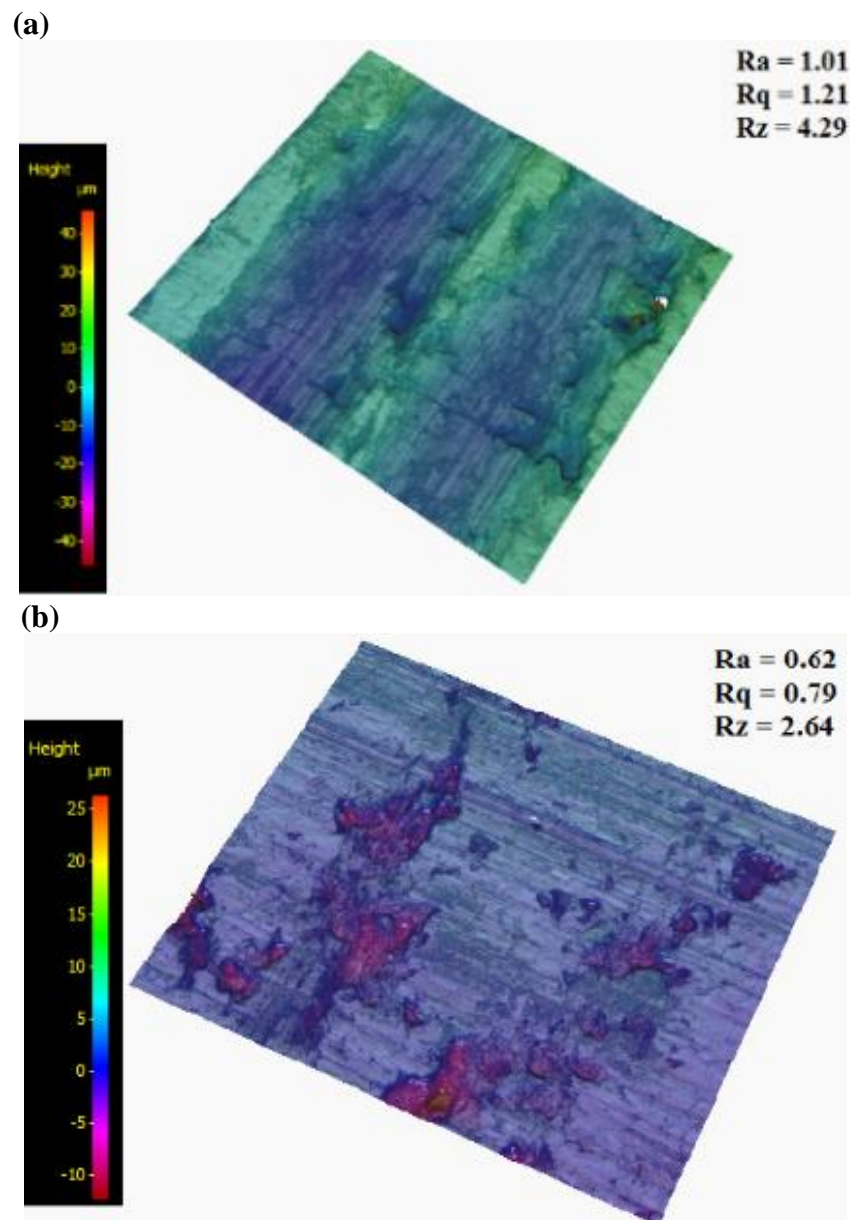 (a)
Ra = 1.01
Rq = 1.21
Rz = 4.29
Height
µm
40
30
20
10
0
-10
-20
-30
-40
(b)
Ra = 0.62
Rq = 0.79
Rz = 2.64
Height
µm
25
20
15
10
5
0
-5
-10